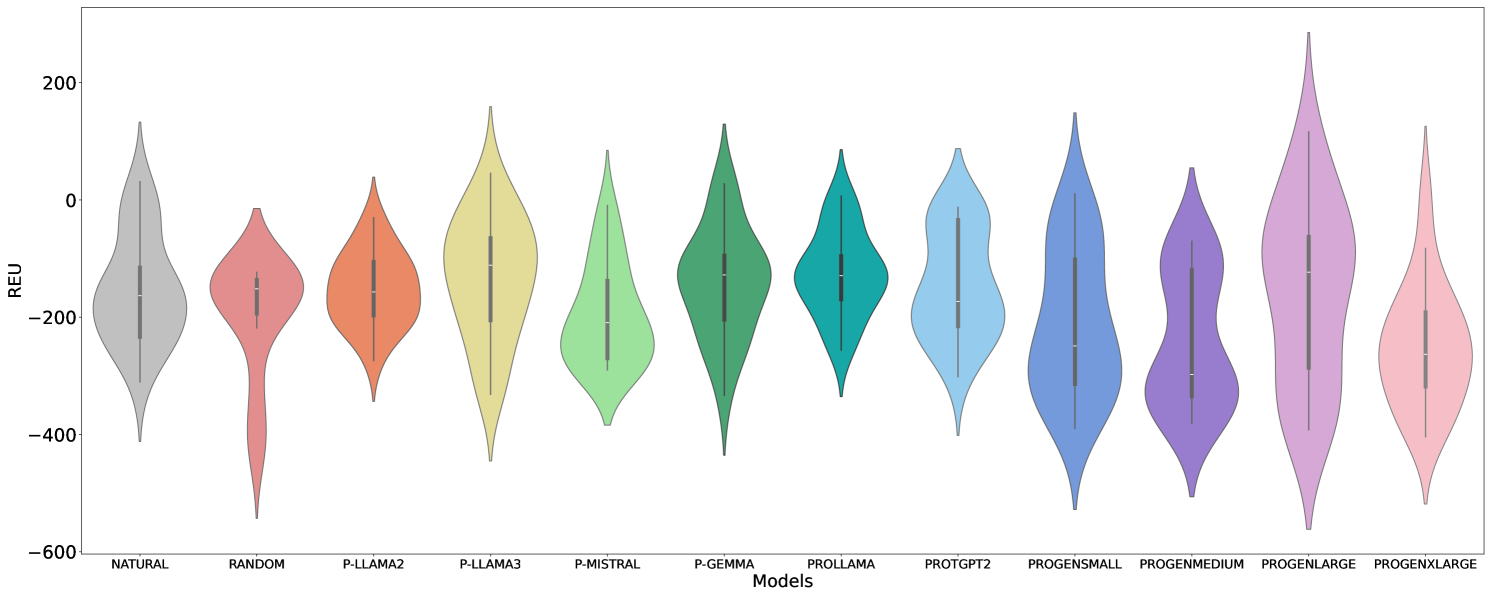 REU
200
0
−200
−400
−600
NATURAL RANDOM P-LLAMA2 P-LLAMA3 P-MISTRAL P-GEMMA PROLLAMA PROTGPT2 PROGENSMALL PROGENMEDIUM PROGENLARGE PROGENXLARGE
Models